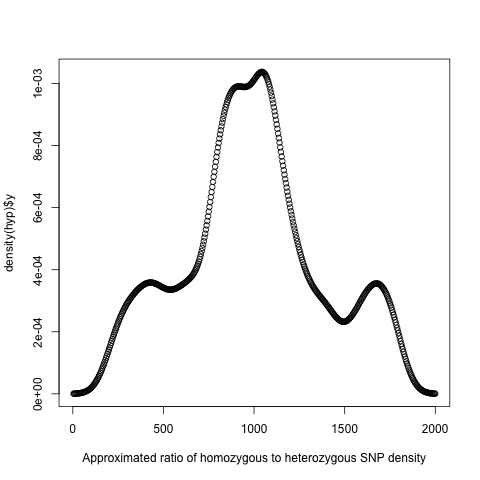 density(hyp)$y
1e-03
8e-04
6e-04
4e-04
2e-04
0e+00
0
500
1000
1500
2000
Approximated ratio of homozygous to heterozygous SNP density